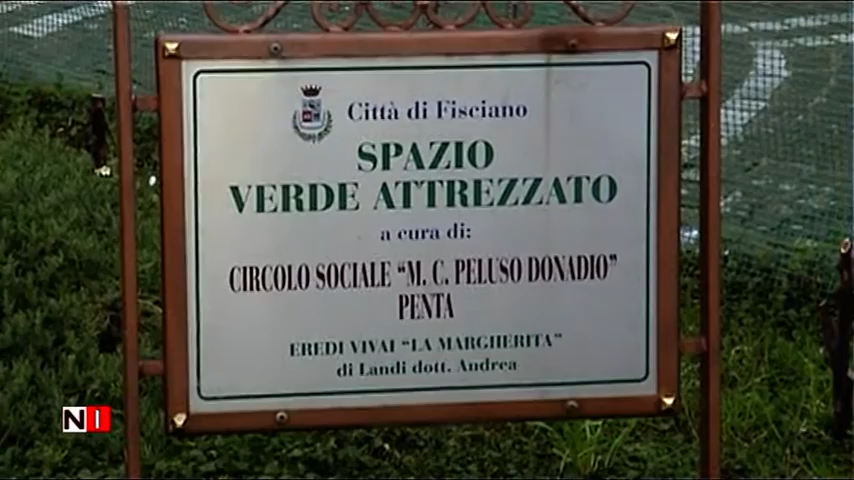 Città di Fisciano
SPAZIO
VERDE ATTREZZATO
a cura di:
CIRCOLO SOCIALE “M. C. PELUSO DONADIO”
PENTA
EREDI VIVAI “LA MARGHERITA”
di Landi dott. Andrea
NI